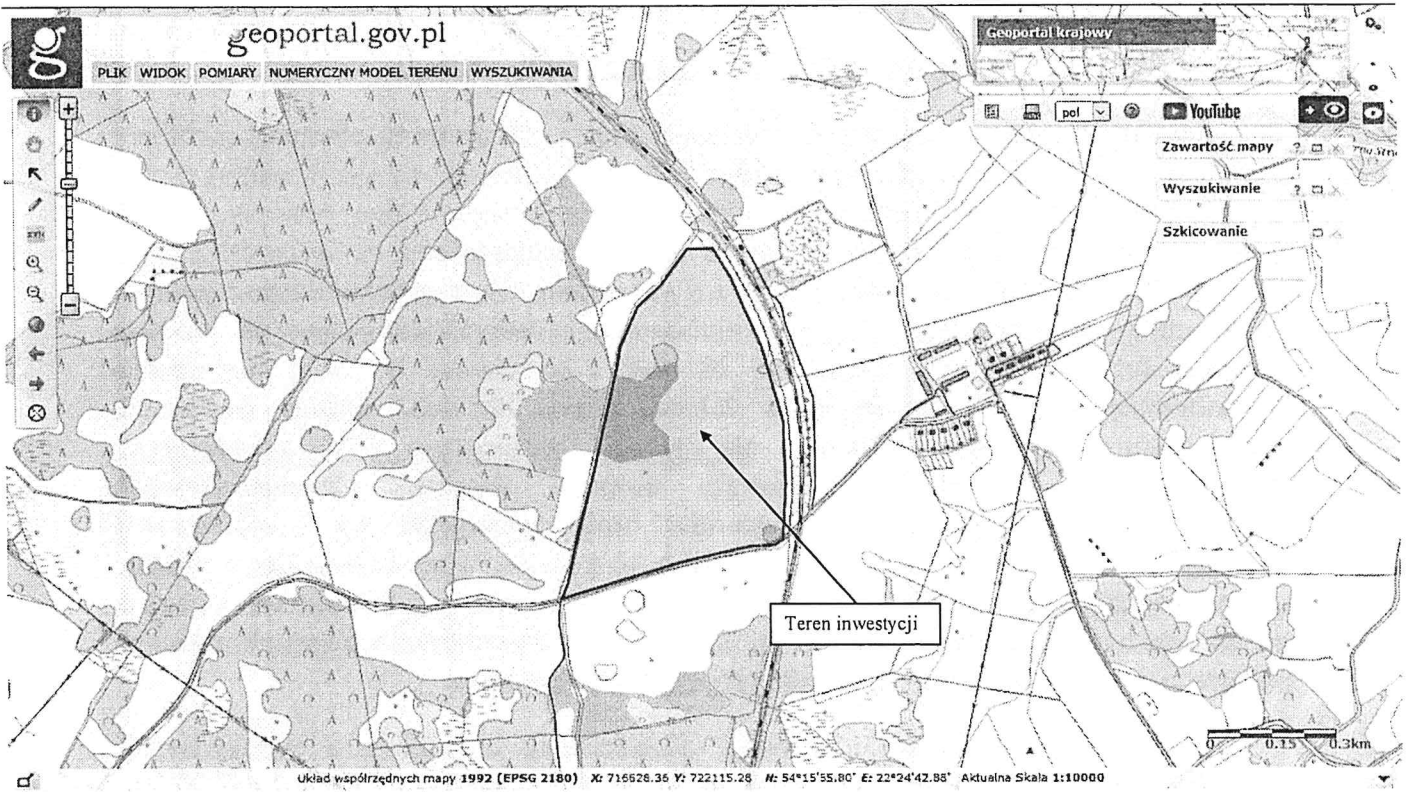 geoportal.gov.pl
PLIK WIDOK POMIARY NUMERYCZNY MODEL TERENU WYSZUKIWANIA
Geoportal krajowy
pol
YouTube
Zawartość mapy
Wyszukiwanie
Szkicowanie
Teren inwestycji
0 0.15 0.3km
Układ współrzędnych mapy 1992 (EPSG 2180) X: 716628.36 Y: 722115.28 N: 54°15'55.80" E: 22°24'42.88" Aktualna Skala 1:10000